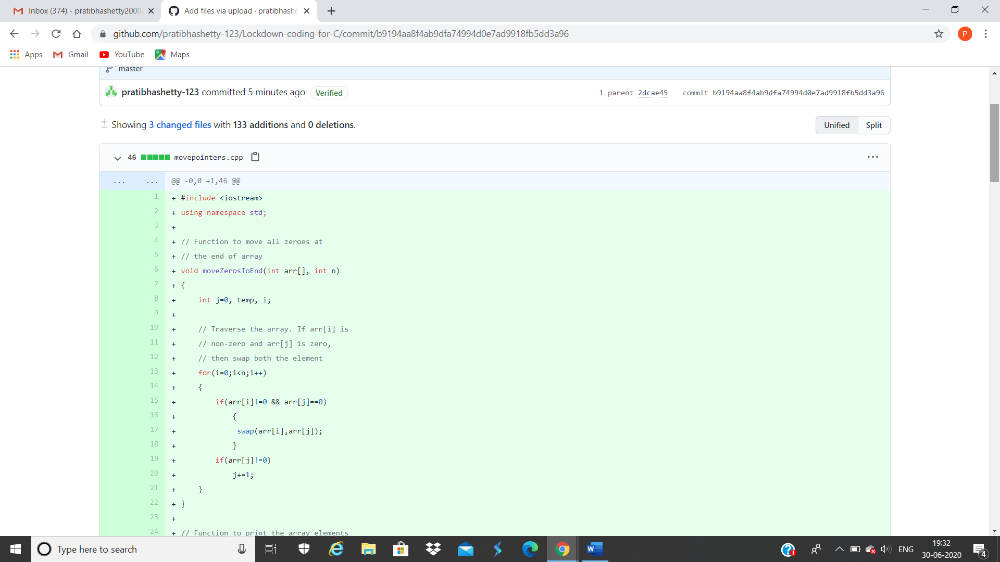 Inbox (374) - pratibhashetty2000
Add files via upload · pratibhashe
github.com/pratibhashetty-123/Lockdown-coding-for-C/commit/b9194aa8f4ab9dfa74994d0e7ad9918fb5dd3a96
P
Apps
Gmail
YouTube
Maps
master
pratibhashetty-123 committed 5 minutes ago
Verified
1 parent 2dcae45 commit b9194aa8f4ab9dfa74994d0e7ad9918fb5dd3a96
Showing 3 changed files with 133 additions and 0 deletions.
Unified
Split
46 movepointers.cpp
... ... @@ -0,0 +1,46 @@
1 + #include <iostream>
2 + using namespace std;
3 +
4 + // Function to move all zeroes at
5 + // the end of array
6 + void moveZerosToEnd(int arr[], int n)
7 + {
8 +     int j=0, temp, i;
9 +
10 +     // Traverse the array. If arr[i] is
11 +     // non-zero and arr[j] is zero,
12 +     // then swap both the element
13 +     for(i=0;i<n;i++)
14 +     {
15 +         if(arr[i]!=0 && arr[j]==0)
16 +             {
17 +              swap(arr[i],arr[j]);
18 +             }
19 +         if(arr[j]!=0)
20 +             j+=1;
21 +     }
22 + }
23 +
24 + // Function to print the array elements
Type here to search
ENG
19:32
30-06-2020
4